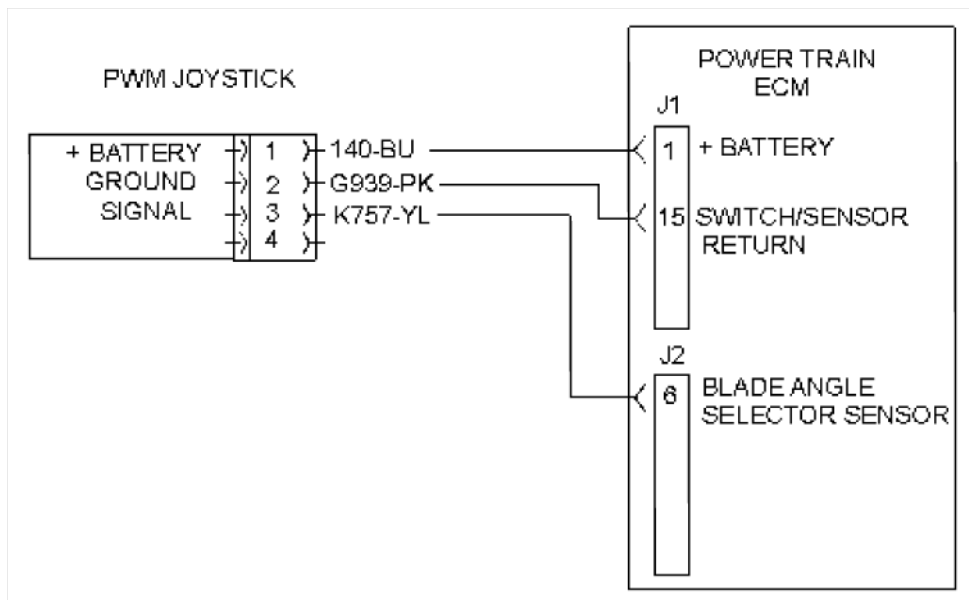 POWER TRAIN
ECM
PWM JOYSTICK
J1
+ BATTERY 1 140-BU 1 + BATTERY
GROUND 2 G939-PK
SIGNAL 3 K757-YL 15 SWITCH/SENSOR
RETURN
4
J2
6 BLADE ANGLE
SELECTOR SENSOR